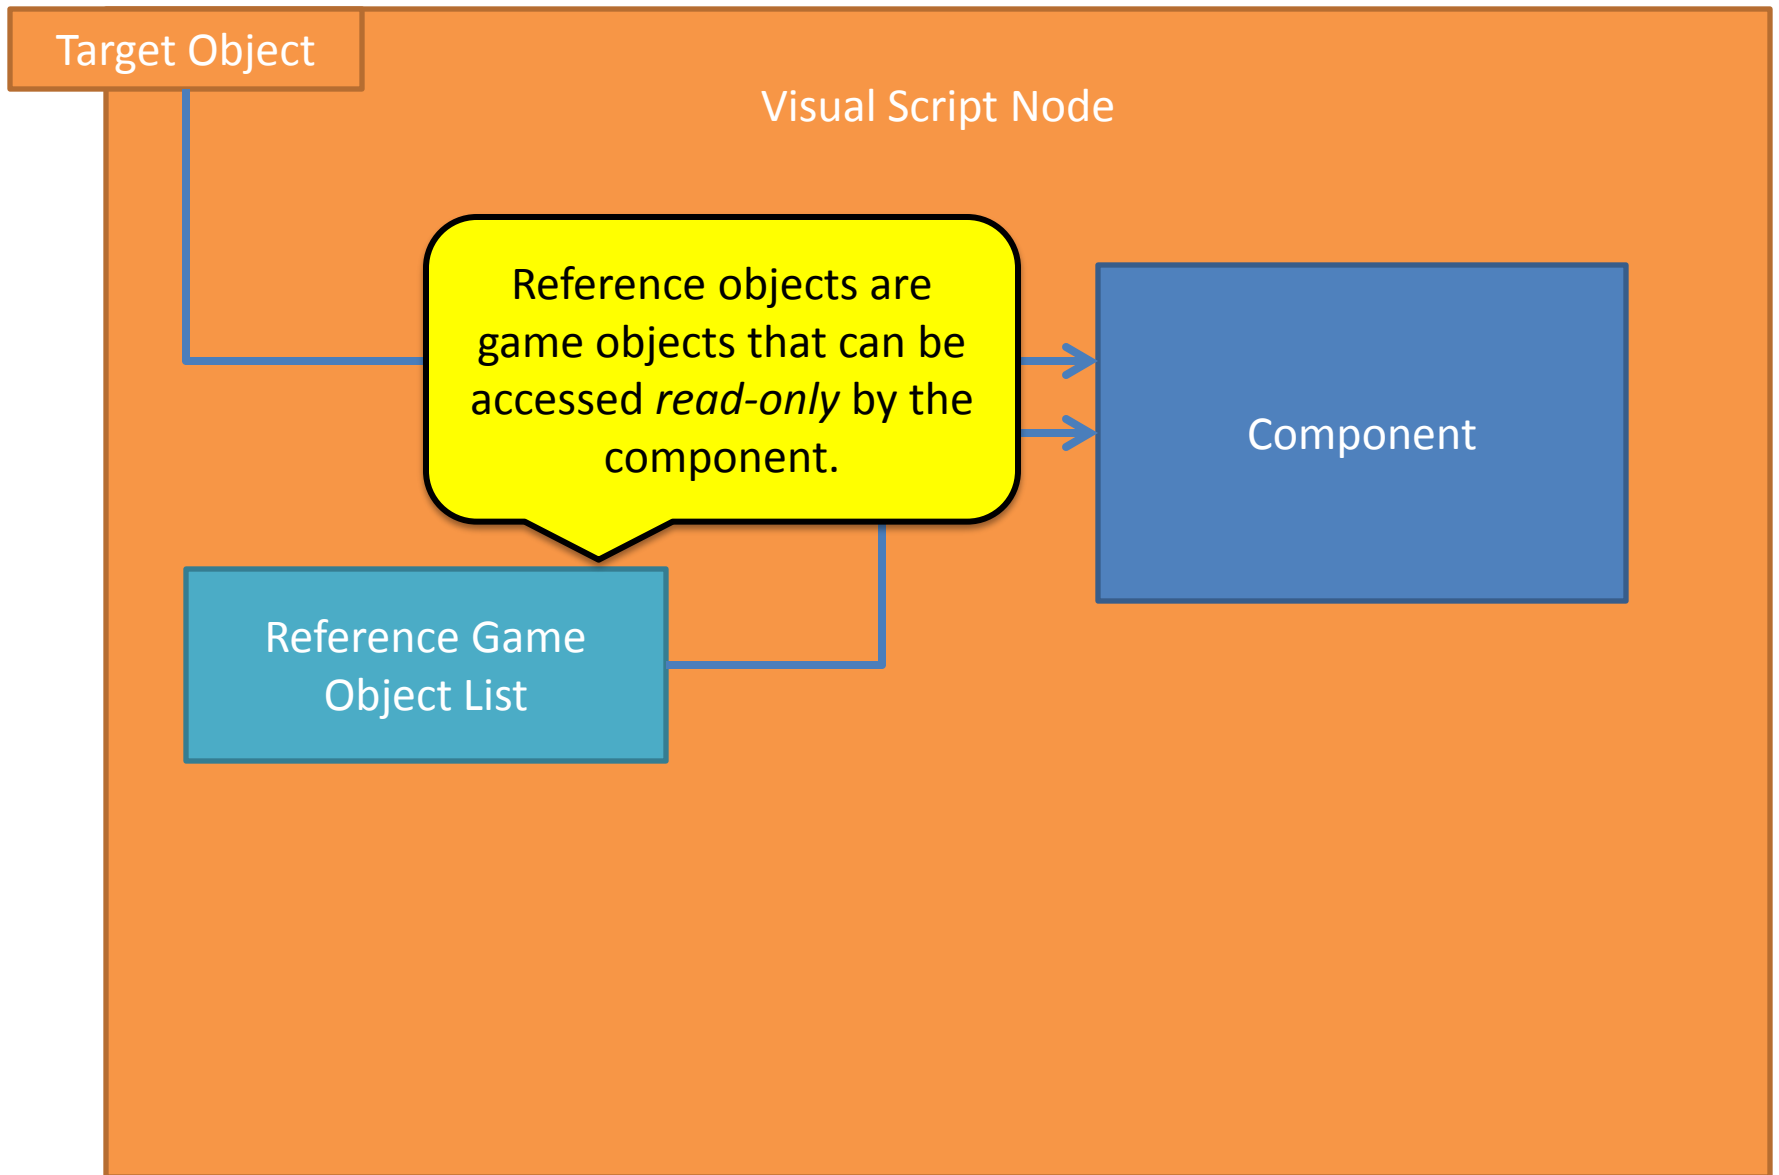 Target Object
Visual Script Node
Reference objects are
game objects that can be
accessed read-only by the
component.
Component
Reference Game
Object List